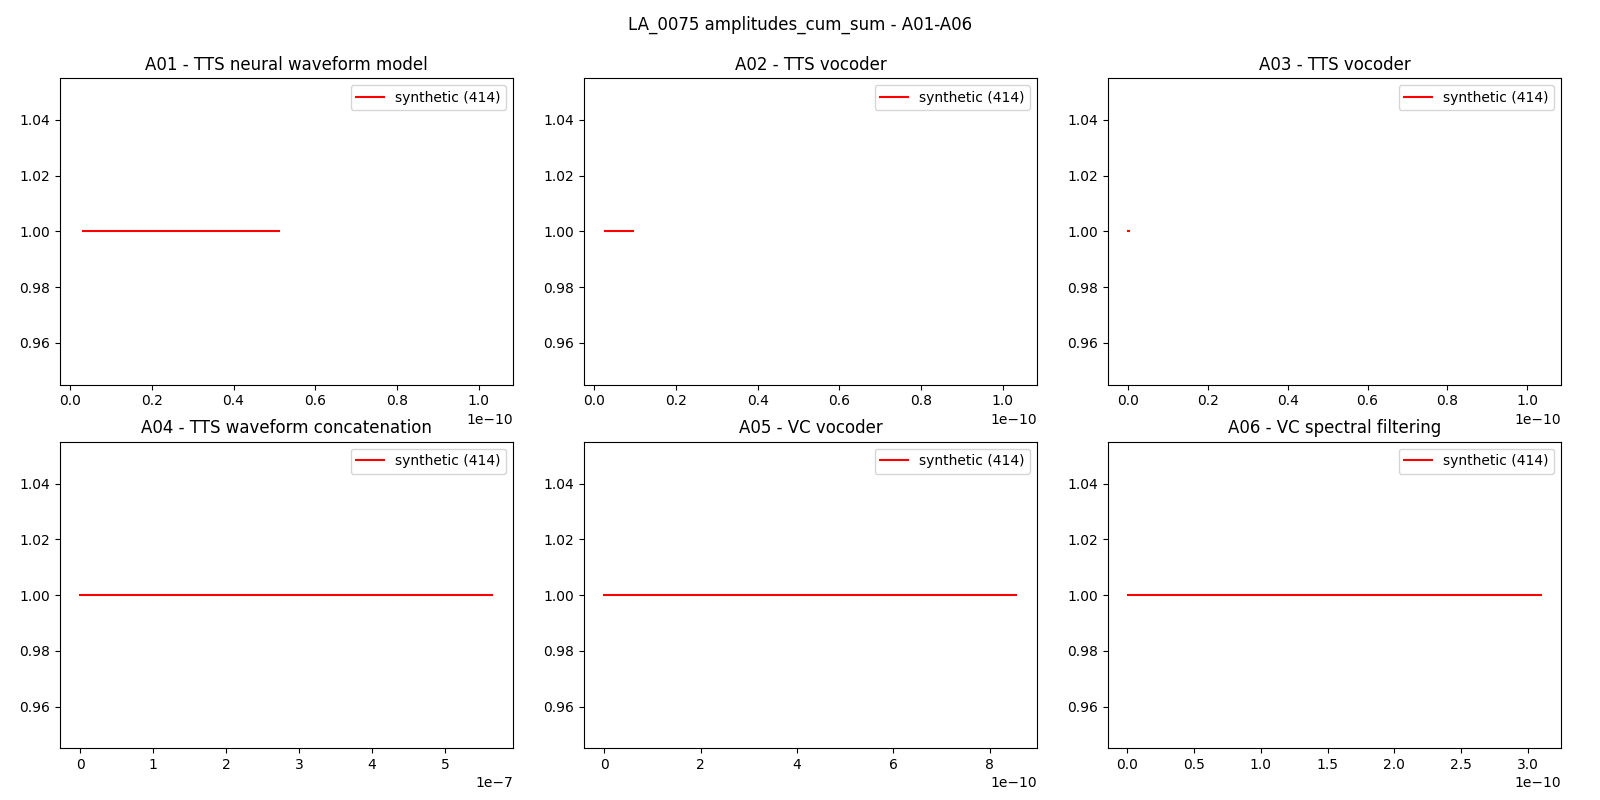 LA_0075 amplitudes_cum_sum - A01-A06
A01 - TTS neural waveform model
synthetic (414)
1.04
1.02
1.00
0.98
0.96
0.0 0.2 0.4 0.6 0.8 1.0
1e−10
A02 - TTS vocoder
synthetic (414)
1.04
1.02
1.00
0.98
0.96
0.0 0.2 0.4 0.6 0.8 1.0
1e−10
A03 - TTS vocoder
synthetic (414)
1.04
1.02
1.00
0.98
0.96
0.0 0.2 0.4 0.6 0.8 1.0
1e−10
A04 - TTS waveform concatenation
synthetic (414)
1.04
1.02
1.00
0.98
0.96
0 1 2 3 4 5
1e−7
A05 - VC vocoder
synthetic (414)
1.04
1.02
1.00
0.98
0.96
0 2 4 6 8
1e−10
A06 - VC spectral filtering
synthetic (414)
1.04
1.02
1.00
0.98
0.96
0.0 0.5 1.0 1.5 2.0 2.5 3.0
1e−10